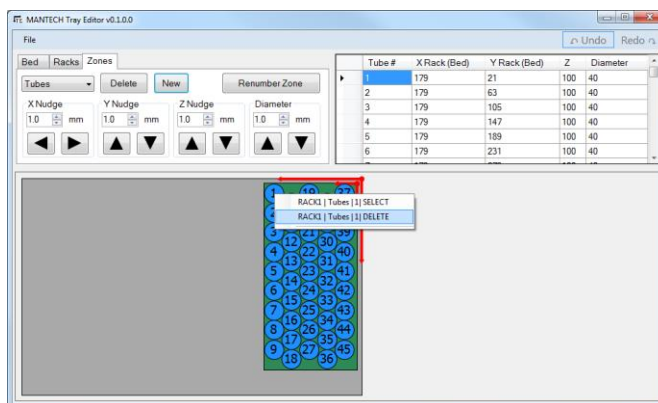 MANTECH Tray Editor v0.1.0.0
File
Undo Redo
Bed Racks Zones
Tubes Delete New Renumber Zone
X Nudge Y Nudge Z Nudge Diameter
1.0 mm 1.0 mm 1.0 mm 1.0 mm
Tube # X Rack (Bed) Y Rack (Bed) Z Diameter
1 179 21 100 40
2 179 63 100 40
3 179 105 100 40
4 179 147 100 40
5 179 189 100 40
6 179 231 100 40
1 19 37
RACK1 | Tubes | 1| SELECT
RACK1 | Tubes | 1| DELETE
3 21 39
12 30
4 22 40
13 31
5 23 41
14 32
6 24 42
15 33
7 25 43
16 34
8 26 44
17 35
9 27 45
18 36